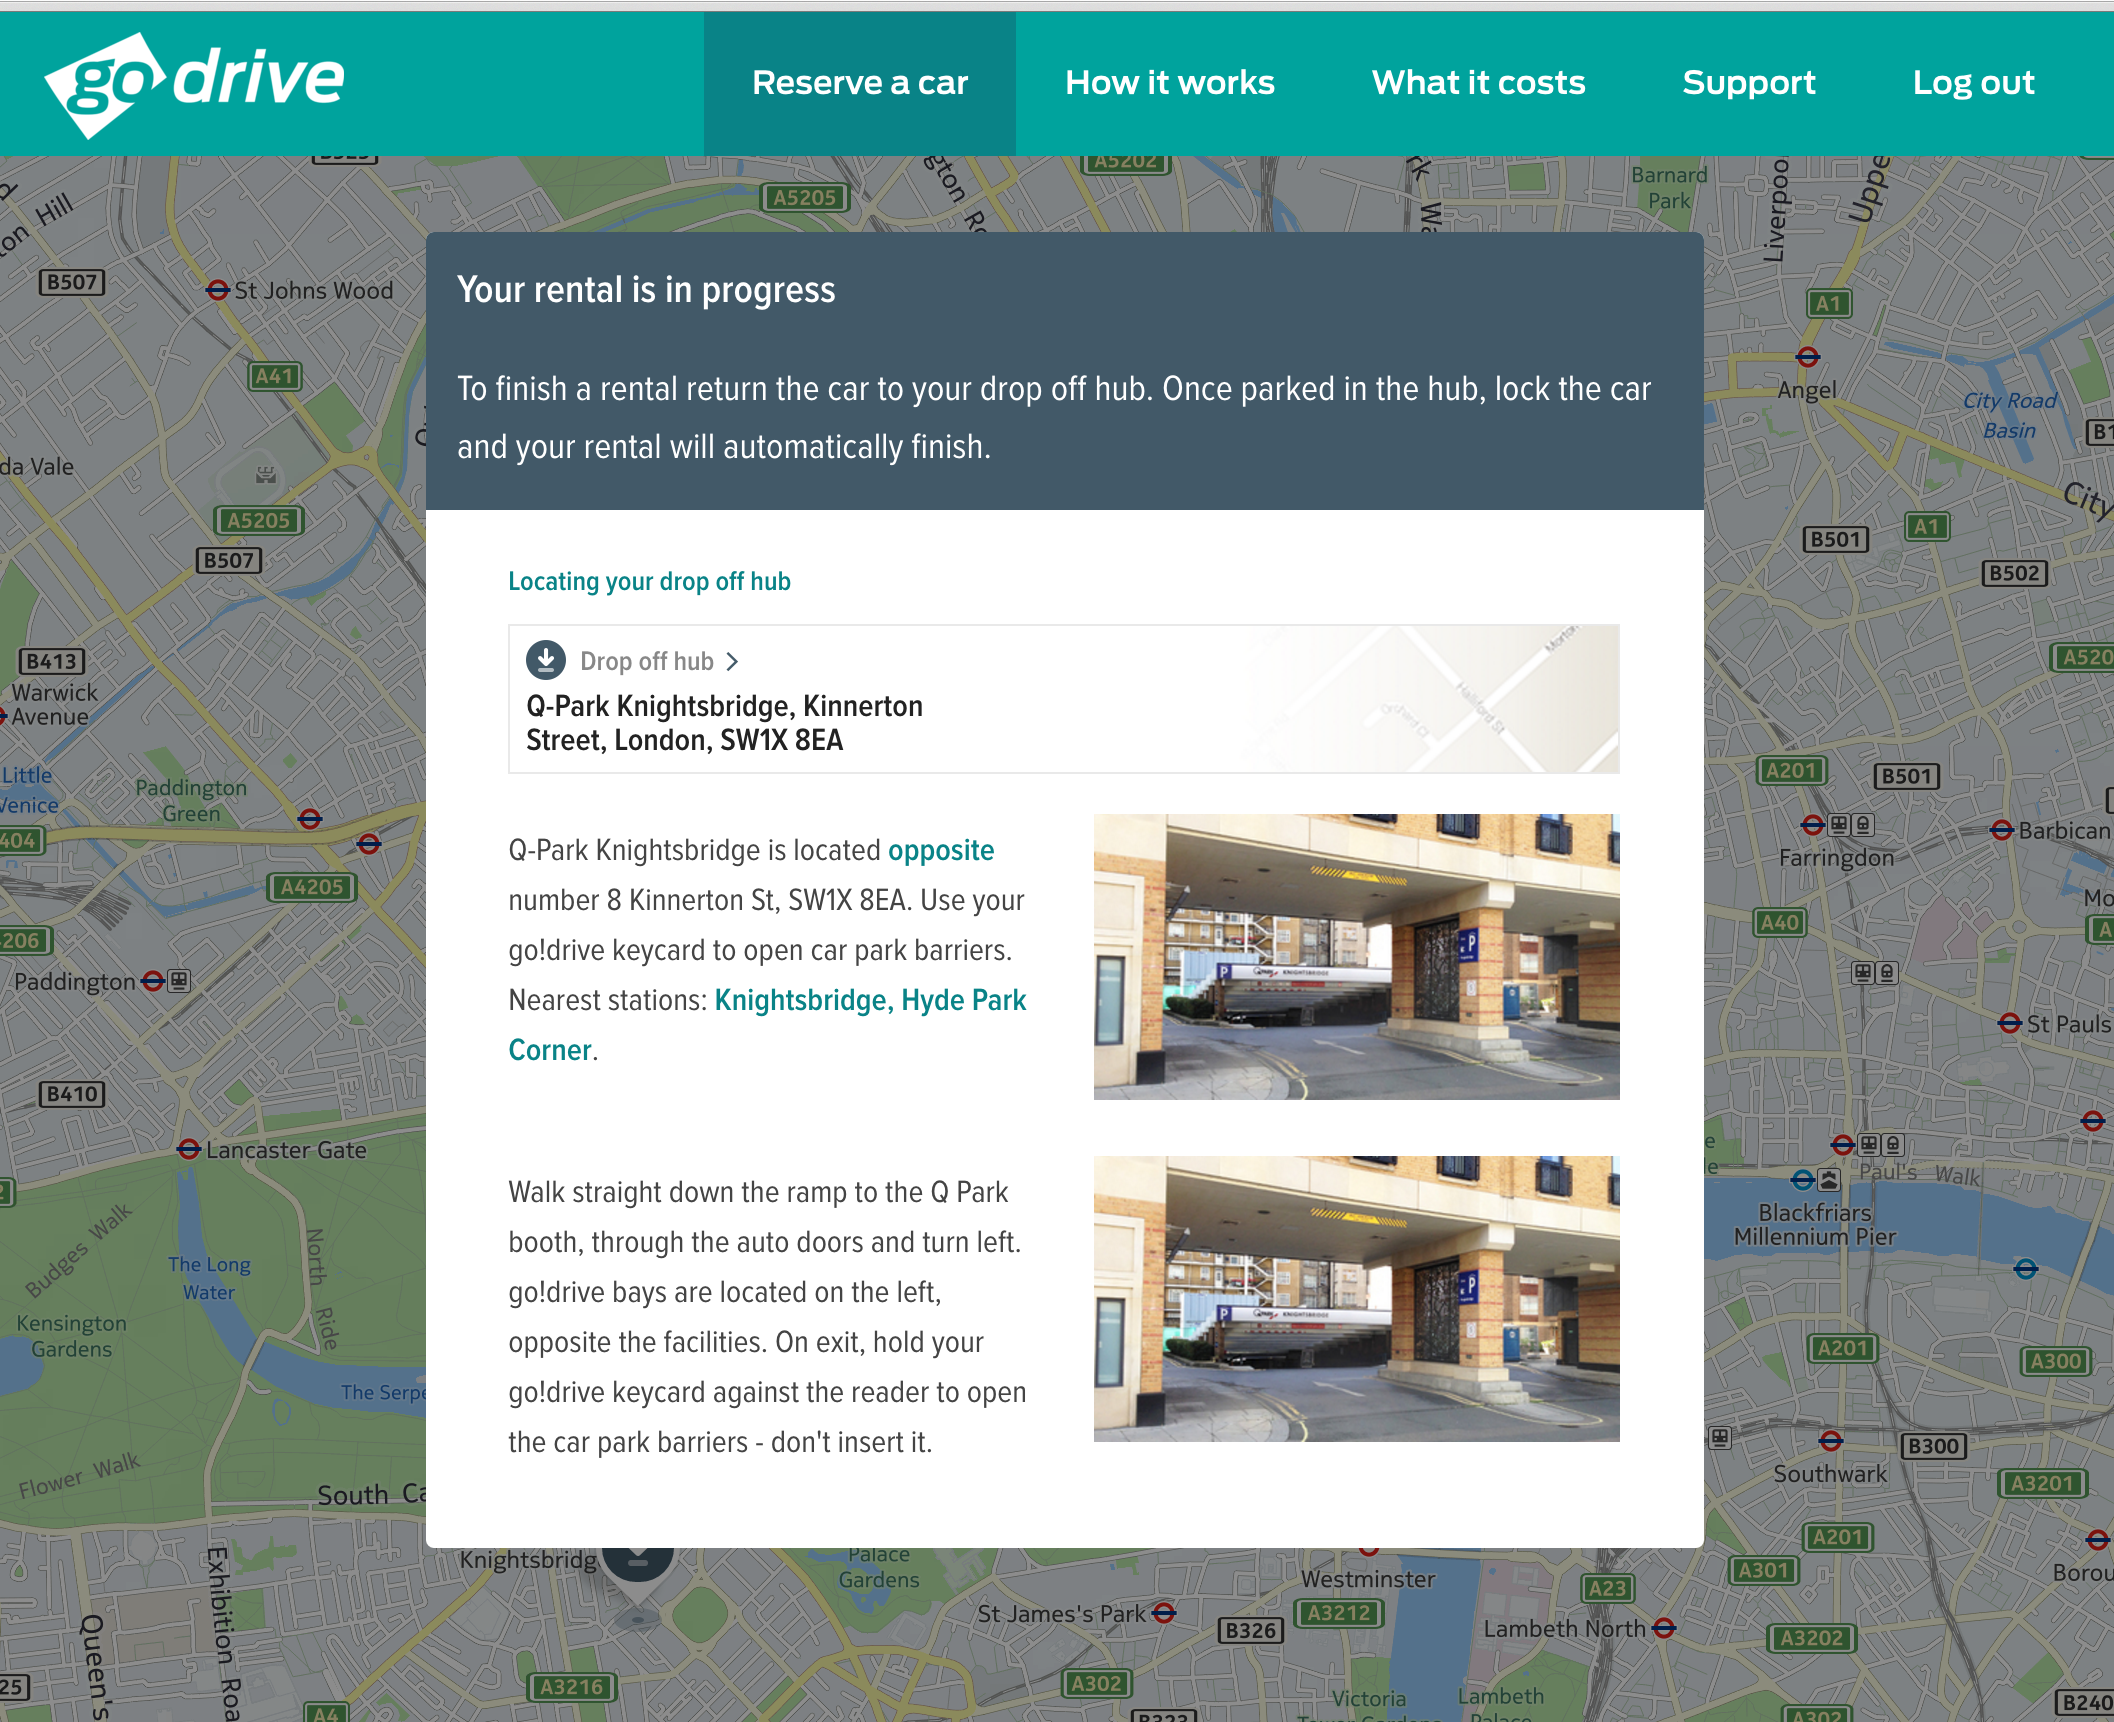 go drive
Reserve a car
How it works
What it costs
Support
Log out
Your rental is in progress
To finish a rental return the car to your drop off hub. Once parked in the hub, lock the car
and your rental will automatically finish.
Locating your drop off hub
Drop off hub
Q-Park Knightsbridge, Kinnerton
Street, London, SW1X 8EA
Halliford St
Orchard Cl
Q-Park Knightsbridge is located opposite
number 8 Kinnerton St, SW1X 8EA. Use your
go!drive keycard to open car park barriers.
Nearest stations: Knightsbridge, Hyde Park
Corner.
P
P KNIGHTSBRIDGE
Walk straight down the ramp to the Q Park
booth, through the auto doors and turn left.
go!drive bays are located on the left,
opposite the facilities. On exit, hold your
go!drive keycard against the reader to open
the car park barriers - don't insert it.
P
P KNIGHTSBRIDGE
A5205
A5202
Barnard
Park
B507
St Johns Wood
A41
A5205
B507
B413
Warwick
Avenue
Little
Venice
Paddington
Green
A4205
Paddington
B410
Lancaster Gate
Budges Walk
The Long
Water
North
Ride
Kensington
Gardens
Flower Walk
Exhibition Roa
Queen's
A4
A3216
Knightsbridg
Palace
Gardens
St James's Park
B326
A302
Westminster
A3212
Victoria
Lambeth
Lambeth North
A23
A301
A3202
A201
A302
B240
A1
Angel
City Road
Basin
City
B501
A1
B502
A201
B501
Farringdon
Barbican
A40
St Pauls
Paul's Walk
Blackfriars
Millennium Pier
A201
A300
Southwark
B300
A3201